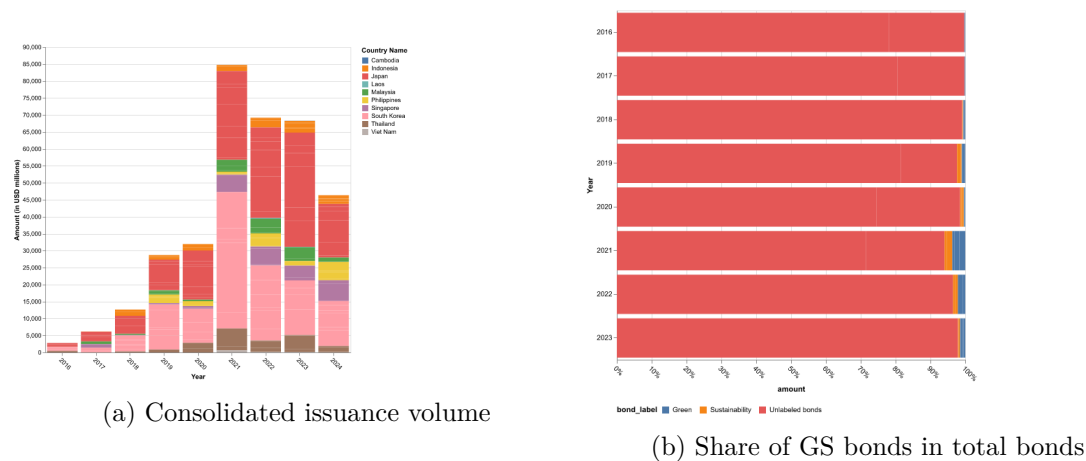 90,000
85,000
80,000
75,000
70,000
65,000
60,000
55,000
50,000
45,000
40,000
35,000
30,000
25,000
20,000
15,000
10,000
5,000
0
Amount (in USD millions)
2016
2017
2018
2019
2020
2021
2022
2023
2024
Year
Country Name
Cambodia
Indonesia
Japan
Laos
Malaysia
Philippines
Singapore
South Korea
Thailand
Viet Nam
(a) Consolidated issuance volume
2016
2017
2018
2019
2020
2021
2022
2023
Year
0%
10%
20%
30%
40%
50%
60%
70%
80%
90%
100%
amount
bond_label Green Sustainability Unlabeled bonds
(b) Share of GS bonds in total bonds